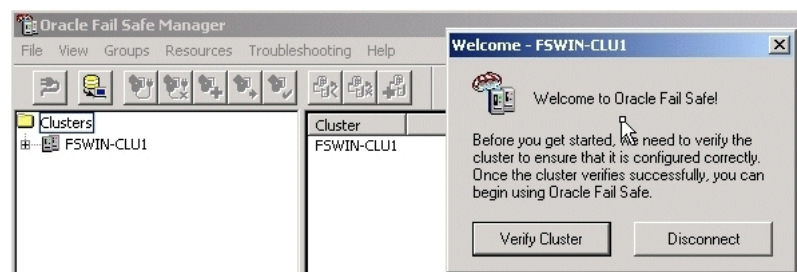 Oracle Fail Safe Manager
File View Groups Resources Troubleshooting Help
Clusters
FSWIN-CLU1
Cluster
FSWIN-CLU1
Welcome - FSWIN-CLU1
Welcome to Oracle Fail Safe!
Before you get started, we need to verify the
cluster to ensure that it is configured correctly.
Once the cluster verifies successfully, you can
begin using Oracle Fail Safe.
Verify Cluster
Disconnect